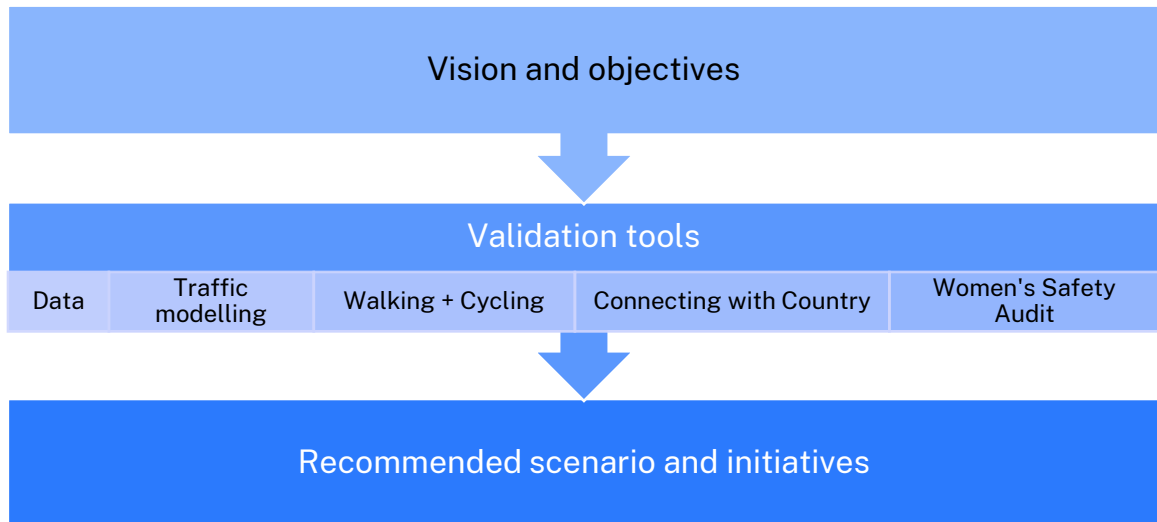 Vision and objectives
Validation tools
Data
Traffic
modelling
Walking + Cycling
Connecting with Country
Women's Safety
Audit
Recommended scenario and initiatives